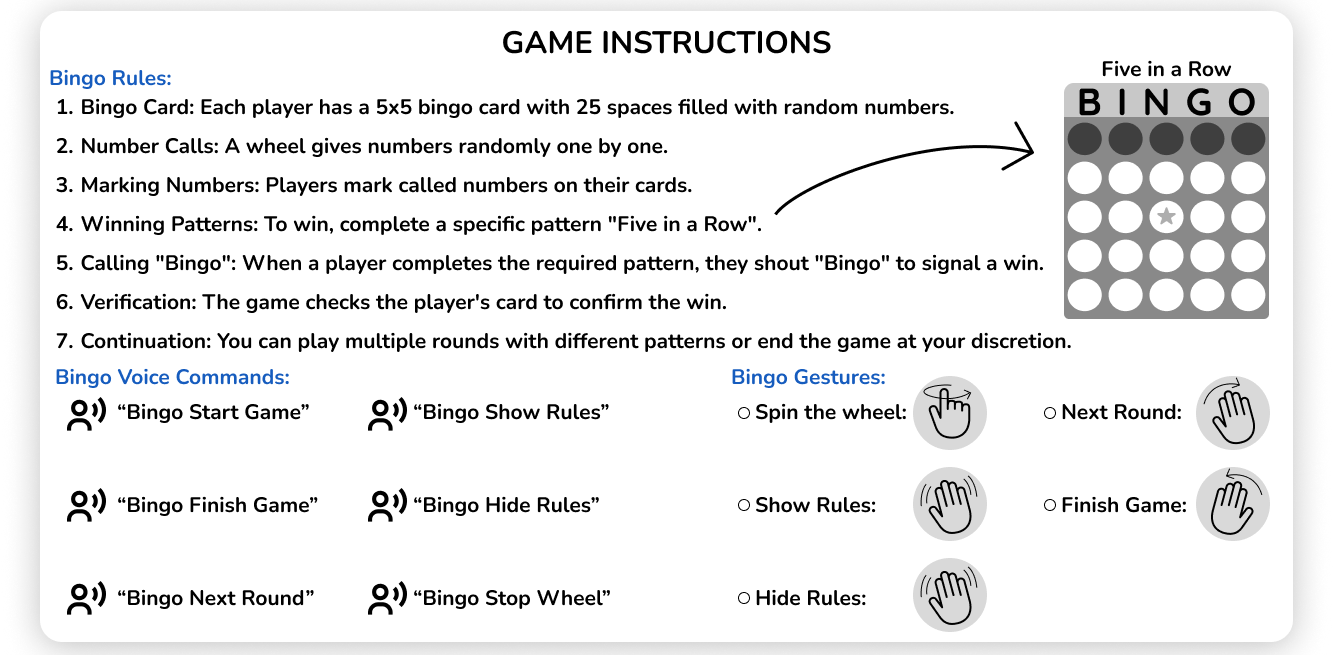 GAME INSTRUCTIONS
Bingo Rules:
1. Bingo Card: Each player has a 5x5 bingo card with 25 spaces filled with random numbers.
2. Number Calls: A wheel gives numbers randomly one by one.
3. Marking Numbers: Players mark called numbers on their cards.
4. Winning Patterns: To win, complete a specific pattern "Five in a Row".
5. Calling "Bingo": When a player completes the required pattern, they shout "Bingo" to signal a win.
6. Verification: The game checks the player's card to confirm the win.
7. Continuation: You can play multiple rounds with different patterns or end the game at your discretion.
Five in a Row
B I N G O
Bingo Voice Commands:
“Bingo Start Game”
“Bingo Show Rules”
“Bingo Finish Game”
“Bingo Hide Rules”
“Bingo Next Round”
“Bingo Stop Wheel”
Bingo Gestures:
Spin the wheel:
Next Round:
Show Rules:
Finish Game:
Hide Rules: